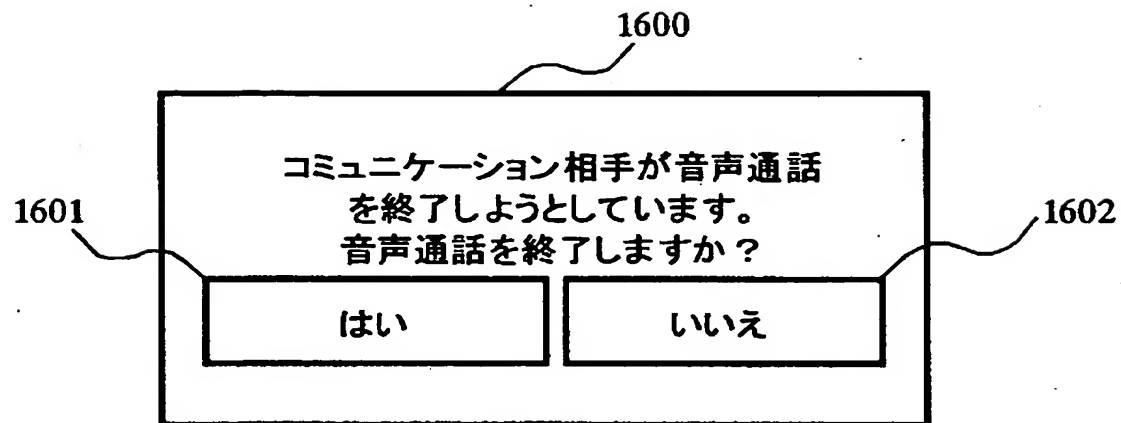 1600
コミュニケーション相手が音声通話
を終了しようとしています。
音声通話を終了しますか？
1601
1602
はい
いいえ